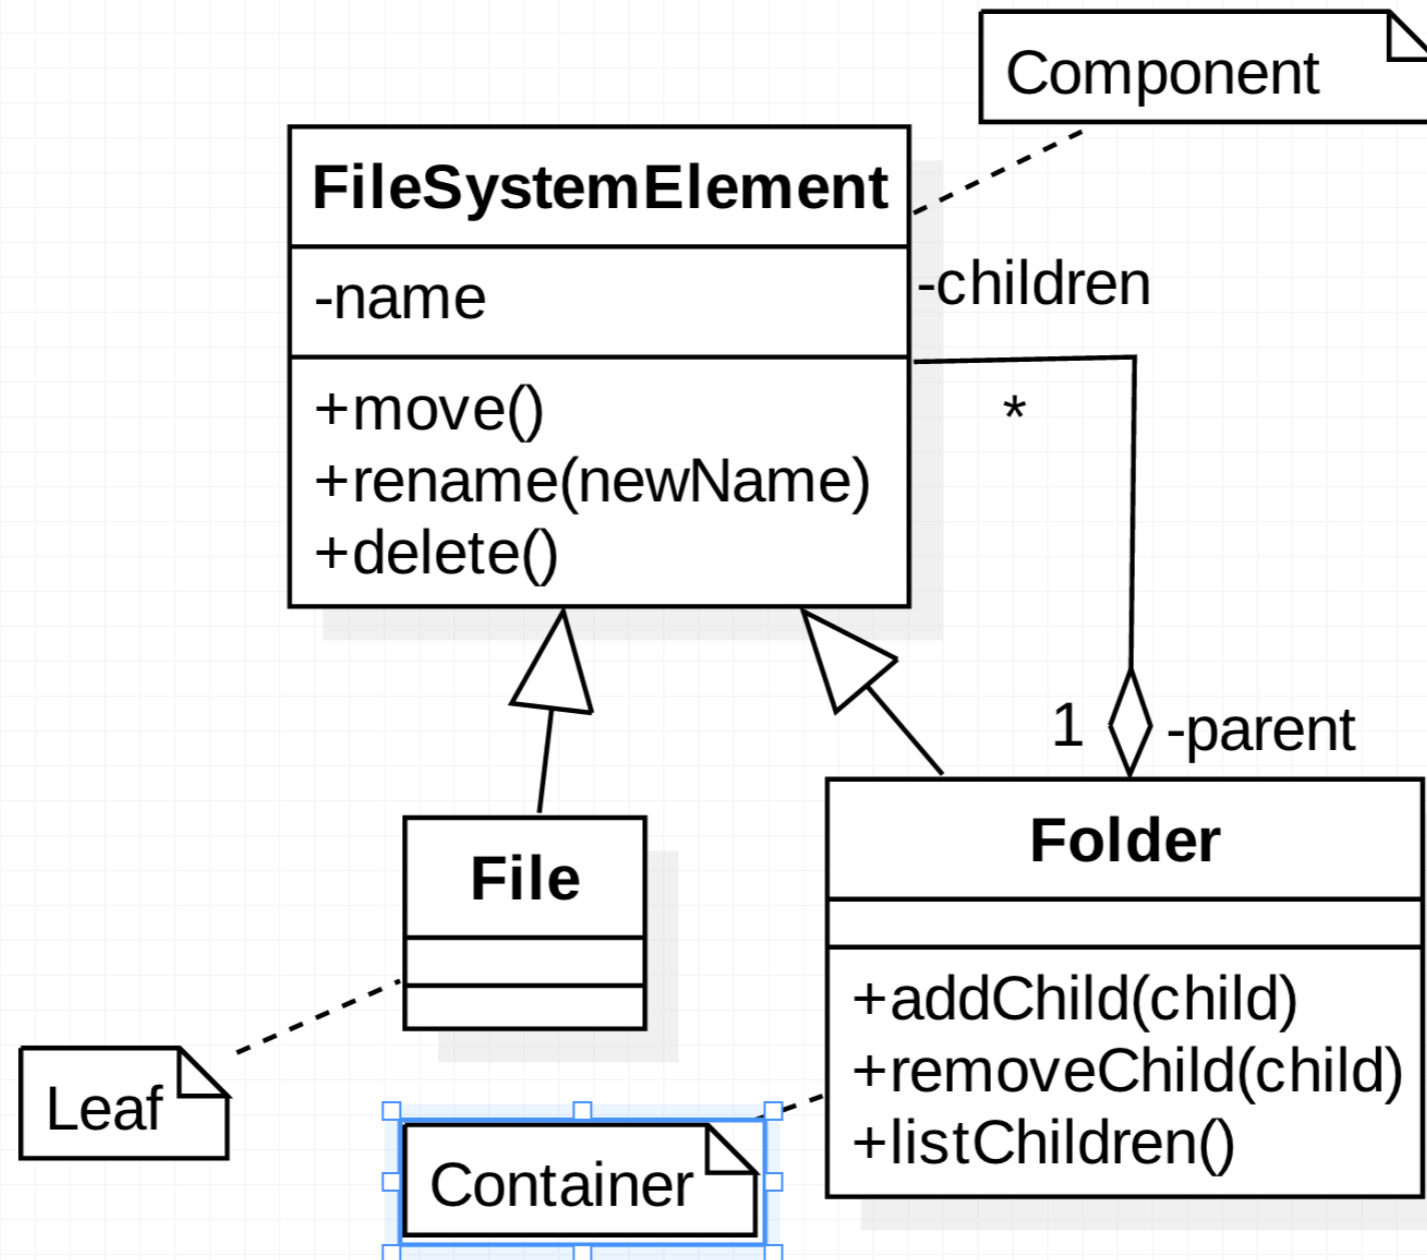 Component
FileSystemElement
-name
-children
+move()
*
+rename(newName)
+delete()
1
-parent
File
Folder
+addChild(child)
+removeChild(child)
+listChildren()
Leaf
Container